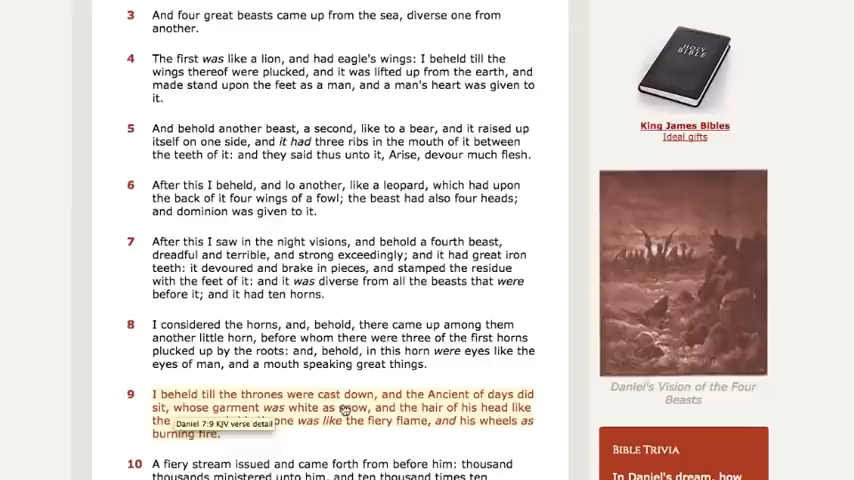 3 And four great beasts came up from the sea, diverse one from
another.
4 The first was like a lion, and had eagle's wings: I beheld till the
wings thereof were plucked, and it was lifted up from the earth, and
made stand upon the feet as a man, and a man's heart was given to
it.
5 And behold another beast, a second, like to a bear, and it raised up
itself on one side, and it had three ribs in the mouth of it between
the teeth of it: and they said thus unto it, Arise, devour much flesh.
6 After this I beheld, and lo another, like a leopard, which had upon
the back of it four wings of a fowl; the beast had also four heads;
and dominion was given to it.
7 After this I saw in the night visions, and behold a fourth beast,
dreadful and terrible, and strong exceedingly; and it had great iron
teeth: it devoured and brake in pieces, and stamped the residue
with the feet of it: and it was diverse from all the beasts that were
before it; and it had ten horns.
8 I considered the horns, and, behold, there came up among them
another little horn, before whom there were three of the first horns
plucked up by the roots: and, behold, in this horn were eyes like the
eyes of man, and a mouth speaking great things.
9 I beheld till the thrones were cast down, and the Ancient of days did
sit, whose garment was white as snow, and the hair of his head like
the was like the fiery flame, and his wheels as
Daniel 7:9 KJV verse detail
burning fire.
10 A fiery stream issued and came forth from before him: thousand
thousands ministered unto him, and ten thousand times ten
HOLY
BIBLE
King James Bibles
Ideal gifts
Daniel's Vision of the Four
Beasts
BIBLE TRIVIA
In Daniel's dream, how